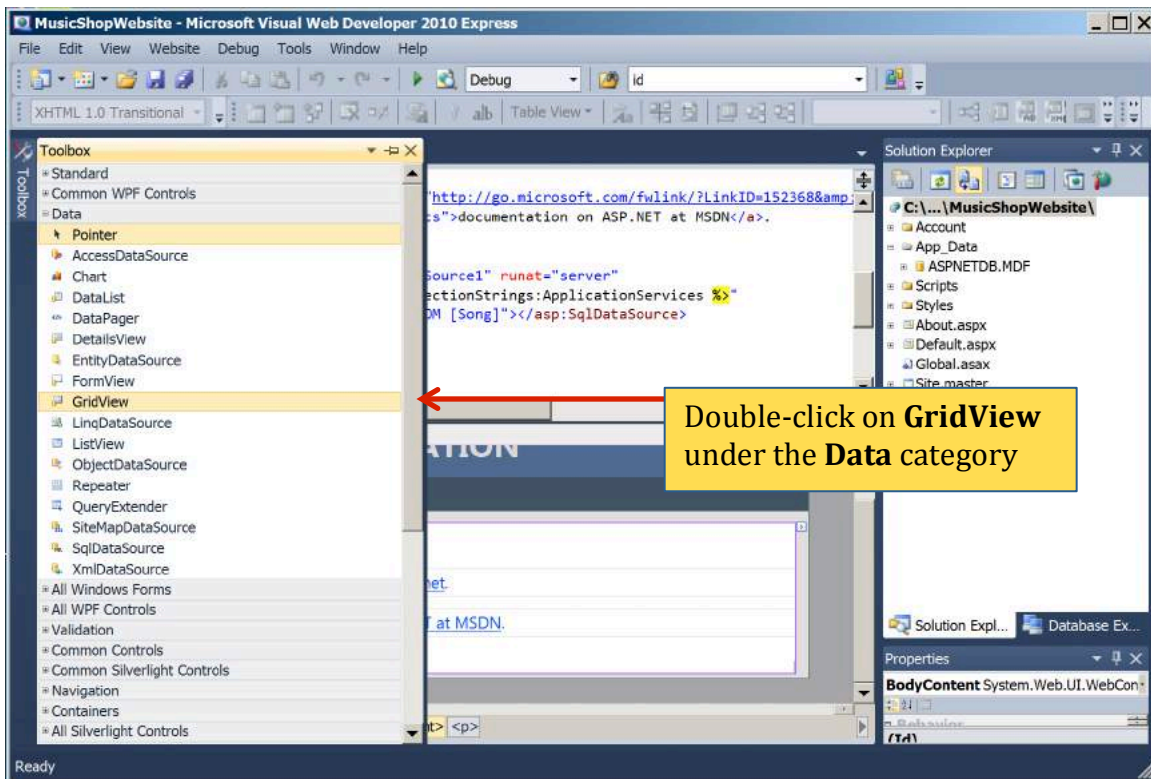 MusicShopWebsite - Microsoft Visual Web Developer 2010 Express
File Edit View Website Debug Tools Window Help
Debug id
XHTML 1.0 Transitional Table View
Toolbox
Toolbox
Standard
Common WPF Controls
Data
Pointer
AccessDataSource
Chart
DataList
DataPager
DetailsView
EntityDataSource
FormView
GridView
LinqDataSource
ListView
ObjectDataSource
Repeater
QueryExtender
SiteMapDataSource
SqlDataSource
XmlDataSource
All Windows Forms
All WPF Controls
Validation
Common Controls
Common Silverlight Controls
Navigation
Containers
All Silverlight Controls
"http://go.microsoft.com/fwlink/?LinkID=152368&amp;
:s">documentation on ASP.NET at MSDN</a>.
Source1" runat="server"
ectionStrings:ApplicationServices %>"
OM [Song]"></asp:SqlDataSource>
Double-click on GridView
under the Data category
ATION
net.
T at MSDN.
nt> <p>
Solution Explorer
C:\...\MusicShopWebsite\
Account
App_Data
ASPNETDB.MDF
Scripts
Styles
About.aspx
Default.aspx
Global.asax
Site.master
Solution Expl... Database Ex...
Properties
BodyContent System.Web.UI.WebCon
Behavior
(Id)
Ready